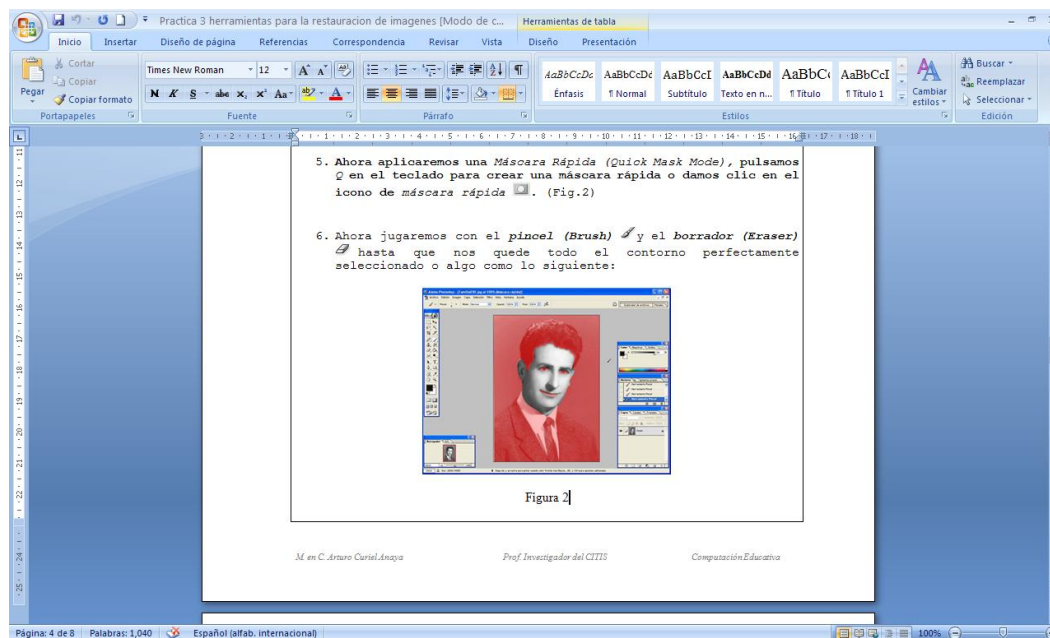 Practica 3 herramientas para la restauracion de imagenes [Modo de c...
Herramientas de tabla
Inicio Insertar Diseño de página Referencias Correspondencia Revisar Vista Diseño Presentación
Pegar
Cortar
Copiar
Copiar formato
Portapapeles
Times New Roman 12
N K S abc x, x² Aa
Fuente
Párrafo
AaBbCcDc AaBbCcDc AaBbCcI AaBbCcDd AaBbC AaBbCcI
Énfasis ¶ Normal Subtítulo Texto en n... ¶ Título ¶ Título 1
Cambiar estilos
Estilos
Buscar
Reemplazar
Seleccionar
Edición
5. Ahora aplicaremos una Máscara Rápida (Quick Mask Mode), pulsamos
Q en el teclado para crear una máscara rápida o damos clic en el
icono de máscara rápida . (Fig.2)
6. Ahora jugaremos con el pincel (Brush) y el borrador (Eraser)
hasta que nos quede todo el contorno perfectamente
seleccionado o algo como lo siguiente:
Figura 2
M. en C. Arturo Curiel Anaya Prof. Investigador del CITIS Computación Educativa
Página: 4 de 8 Palabras: 1,040 Español (alfab. internacional) 100%